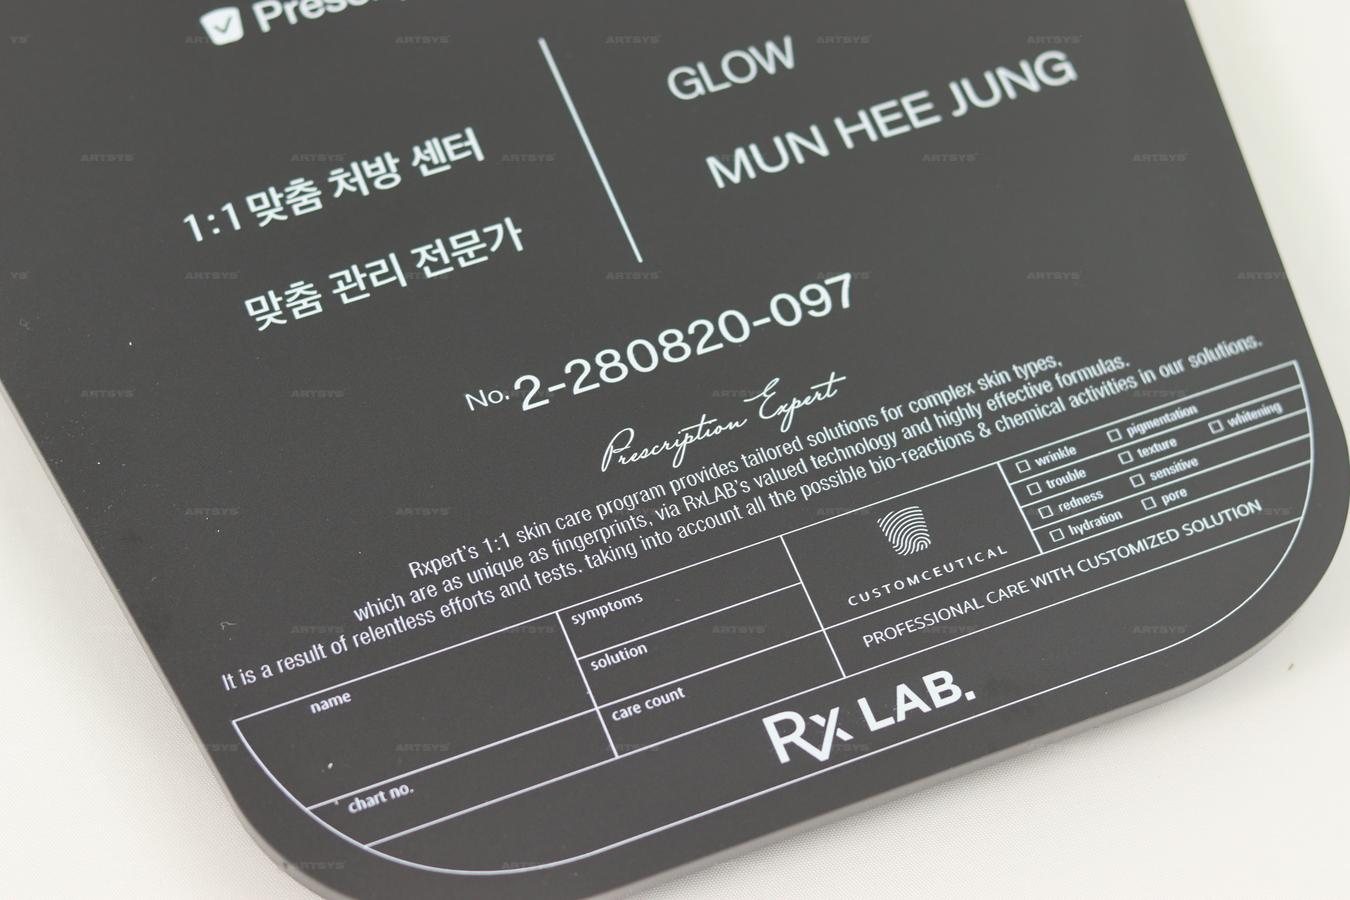 1:1 맞춤 처방 센터
맞춤 관리 전문가
GLOW
MUN HEE JUNG
No. 2-280820-097
Prescription Expert
Rxpert's 1:1 skin care program provides tailored solutions for complex skin types,
which are as unique as fingerprints, via RxLAB's valued technology and highly effective formulas.
It is a result of relentless efforts and tests. taking into account all the possible bio-reactions & chemical activities in our solutions.
name
chart no.
symptoms
solution
care count
CUSTOMCEUTICAL
wrinkle pigmentation
trouble texture whitening
redness sensitive
hydration pore
PROFESSIONAL CARE WITH CUSTOMIZED SOLUTION
Rx LAB.
ARTSYS